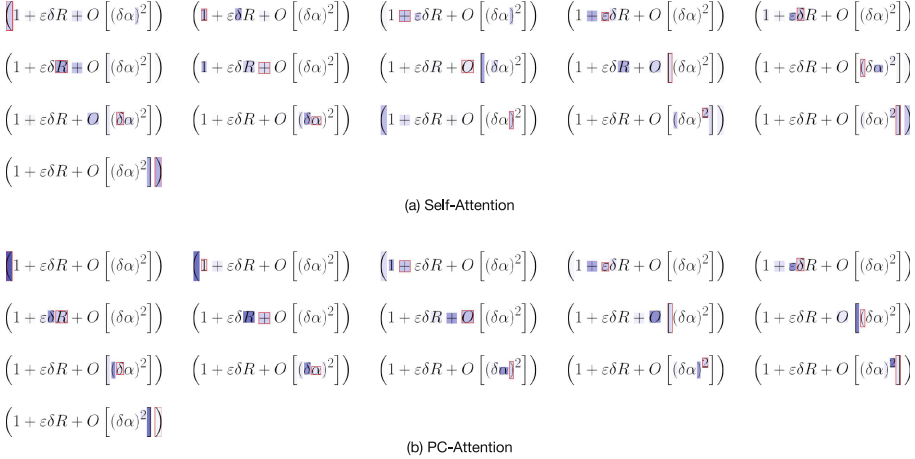 (1 + εδR + O [(δα)²]) (1 + εδR + O [(δα)²]) (1 + εδR + O [(δα)²]) (1 + εδR + O [(δα)²]) (1 + εδR + O [(δα)²])
(1 + εδR + O [(δα)²]) (1 + εδR + O [(δα)²]) (1 + εδR + O [(δα)²]) (1 + εδR + O [(δα)²]) (1 + εδR + O [(δα)²])
(1 + εδR + O [(δα)²]) (1 + εδR + O [(δα)²]) (1 + εδR + O [(δα)²]) (1 + εδR + O [(δα)²]) (1 + εδR + O [(δα)²])
(1 + εδR + O [(δα)²])
(a) Self-Attention
(1 + εδR + O [(δα)²]) (1 + εδR + O [(δα)²]) (1 + εδR + O [(δα)²]) (1 + εδR + O [(δα)²]) (1 + εδR + O [(δα)²])
(1 + εδR + O [(δα)²]) (1 + εδR + O [(δα)²]) (1 + εδR + O [(δα)²]) (1 + εδR + O [(δα)²]) (1 + εδR + O [(δα)²])
(1 + εδR + O [(δα)²]) (1 + εδR + O [(δα)²]) (1 + εδR + O [(δα)²]) (1 + εδR + O [(δα)²]) (1 + εδR + O [(δα)²])
(1 + εδR + O [(δα)²])
(b) PC-Attention